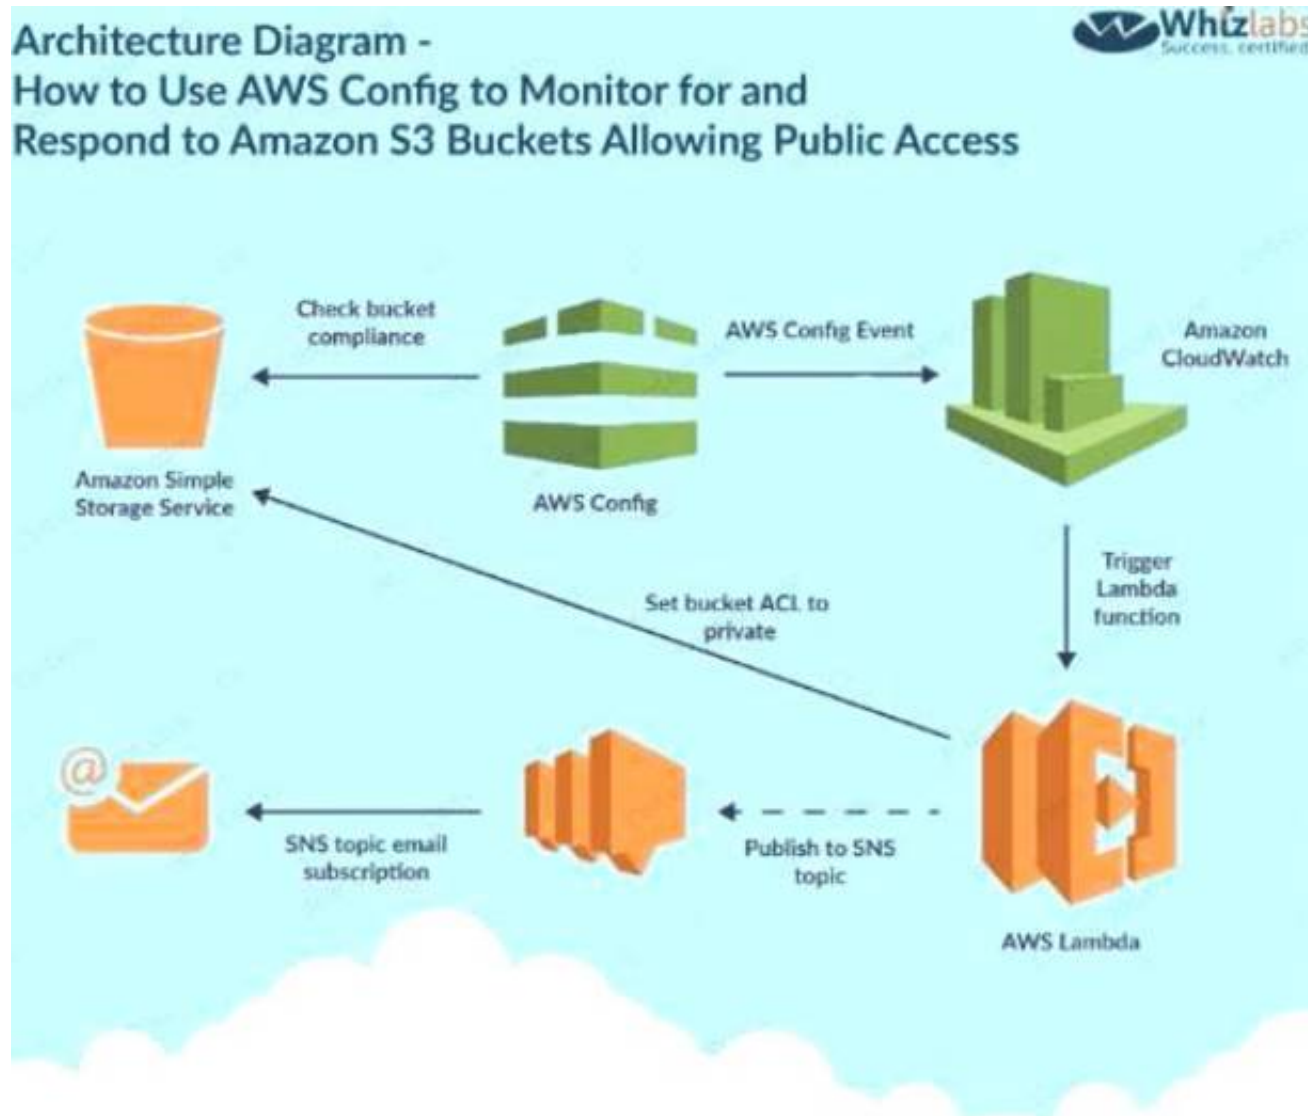 Architecture Diagram -
How to Use AWS Config to Monitor for and
Respond to Amazon S3 Buckets Allowing Public Access
Whizlabs
Success. certified
Check bucket
compliance
AWS Config Event
Amazon
CloudWatch
Amazon Simple
Storage Service
AWS Config
Trigger
Lambda
function
Set bucket ACL to
private
@
SNS topic email
subscription
Publish to SNS
topic
AWS Lambda